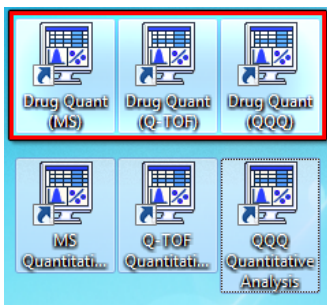 Drug Quant Drug Quant Drug Quant
(MS) (Q-TOF) (QQQ)
MS Q-TOF QQQ
Quantitati... Quantitati... Quantitative
Analysis